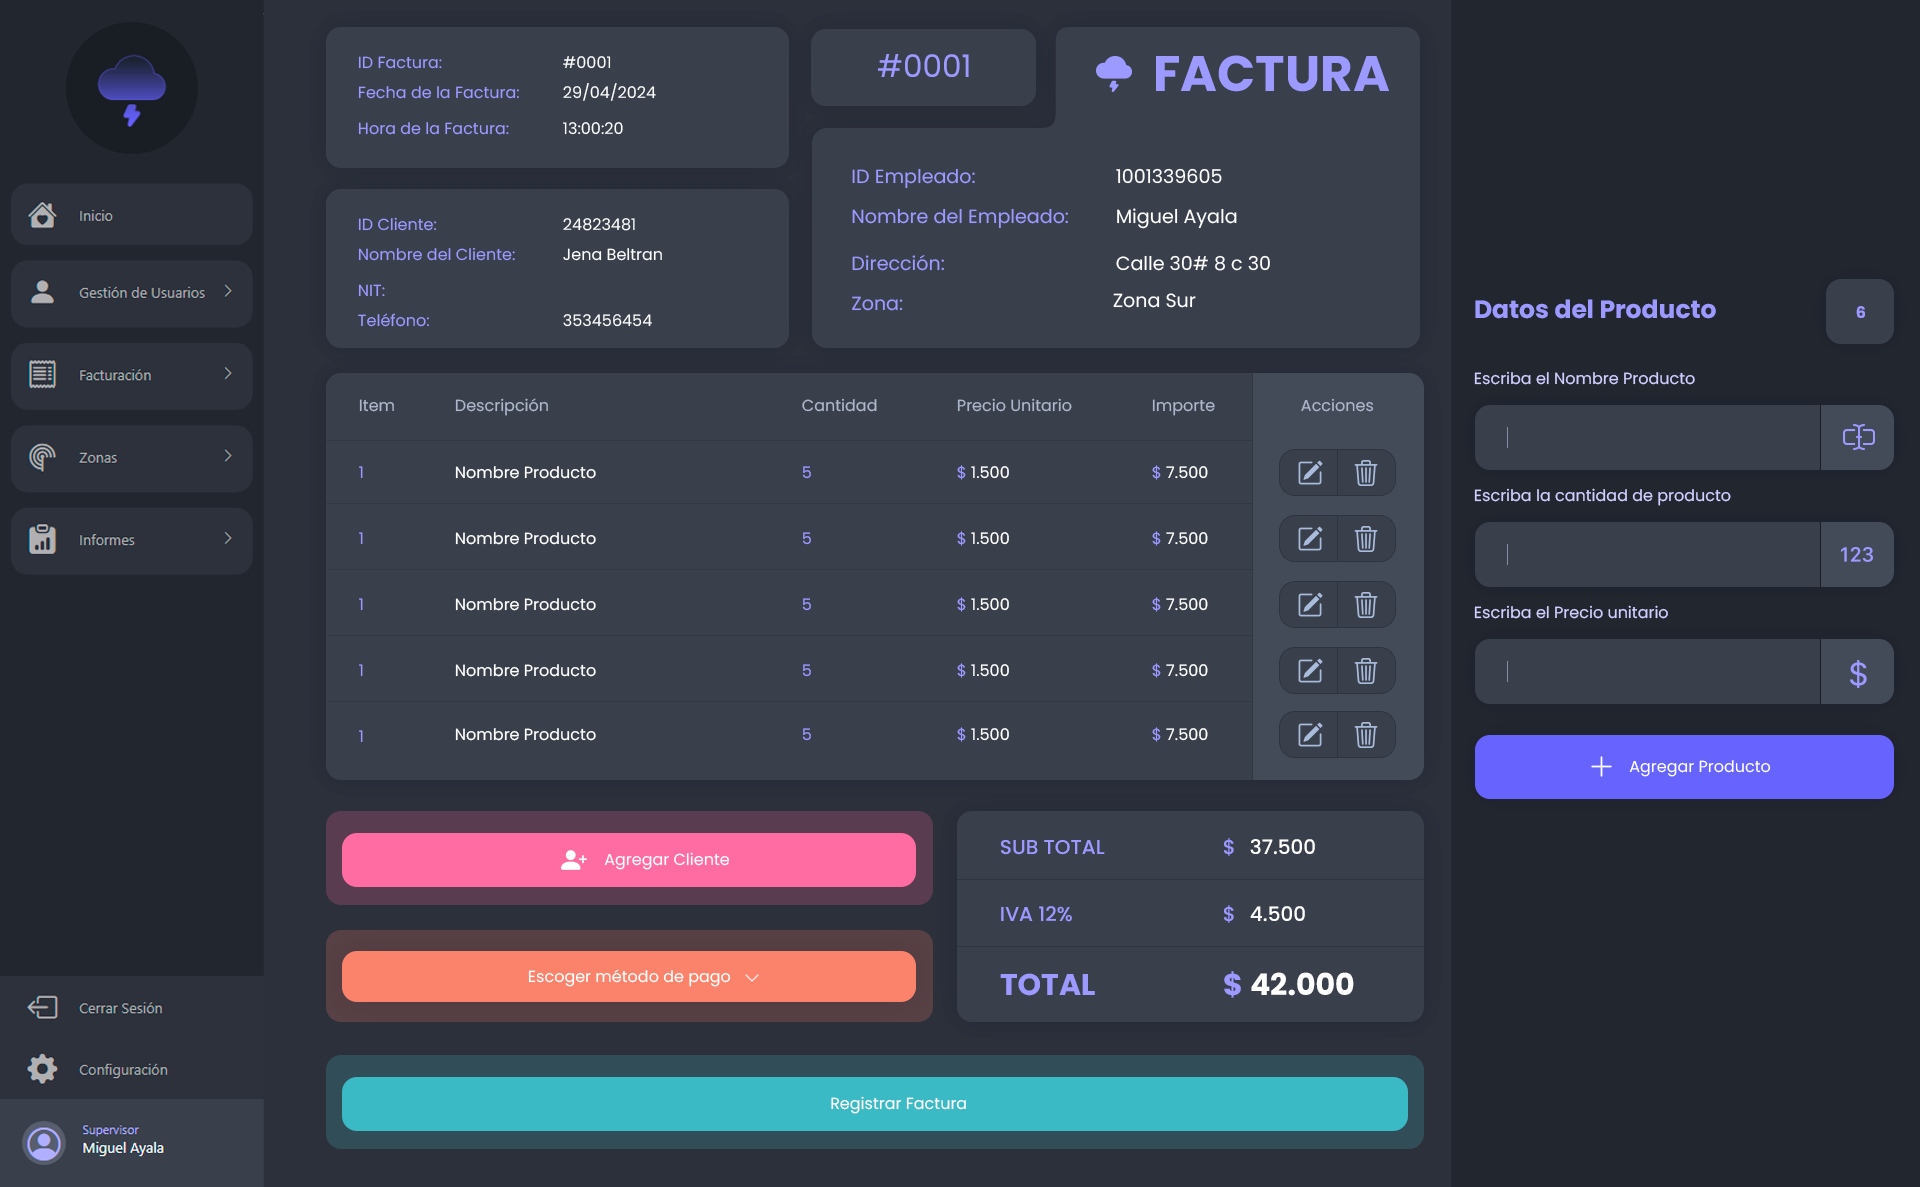 Inicio
Gestión de Usuarios
Facturación
Zonas
Informes
Cerrar Sesión
Configuración
Supervisor
Miguel Ayala
ID Factura: #0001
Fecha de la Factura: 29/04/2024
Hora de la Factura: 13:00:20
ID Cliente: 24823481
Nombre del Cliente: Jena Beltran
NIT:
Teléfono: 353456454
#0001
FACTURA
ID Empleado: 1001339605
Nombre del Empleado: Miguel Ayala
Dirección: Calle 30# 8 c 30
Zona: Zona Sur
Item Descripción Cantidad Precio Unitario Importe Acciones
1 Nombre Producto 5 $ 1.500 $ 7.500
1 Nombre Producto 5 $ 1.500 $ 7.500
1 Nombre Producto 5 $ 1.500 $ 7.500
1 Nombre Producto 5 $ 1.500 $ 7.500
1 Nombre Producto 5 $ 1.500 $ 7.500
Agregar Cliente
Escoger método de pago
SUB TOTAL $ 37.500
IVA 12% $ 4.500
TOTAL $ 42.000
Registrar Factura
Datos del Producto 6
Escriba el Nombre Producto
Escriba la cantidad de producto
123
Escriba el Precio unitario
$
Agregar Producto